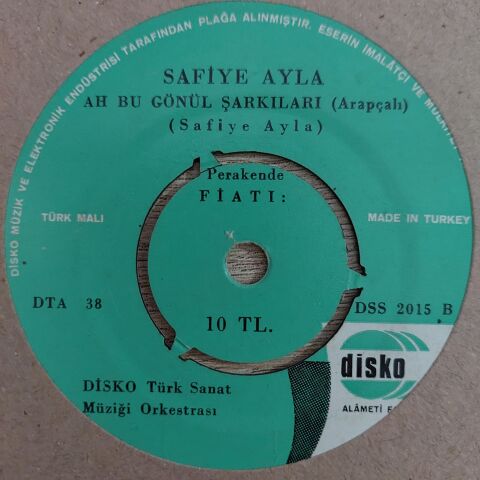 DİSKO MÜZİK VE ELEKTRONİK ENDÜSTRİSİ TARAFINDAN PLAĞA ALINMIŞTIR. ESERİN İMALÂTÇI VE
SAFİYE AYLA
AH BU GÖNÜL ŞARKILARI (Arapçalı)
(Safiye Ayla)
Perakende
FİATI:
TÜRK MALI
MADE IN TURKEY
DTA 38
DSS 2015 B
10 TL.
disko
DİSKO Türk Sanat
Müziği Orkestrası
ALÂMETİ